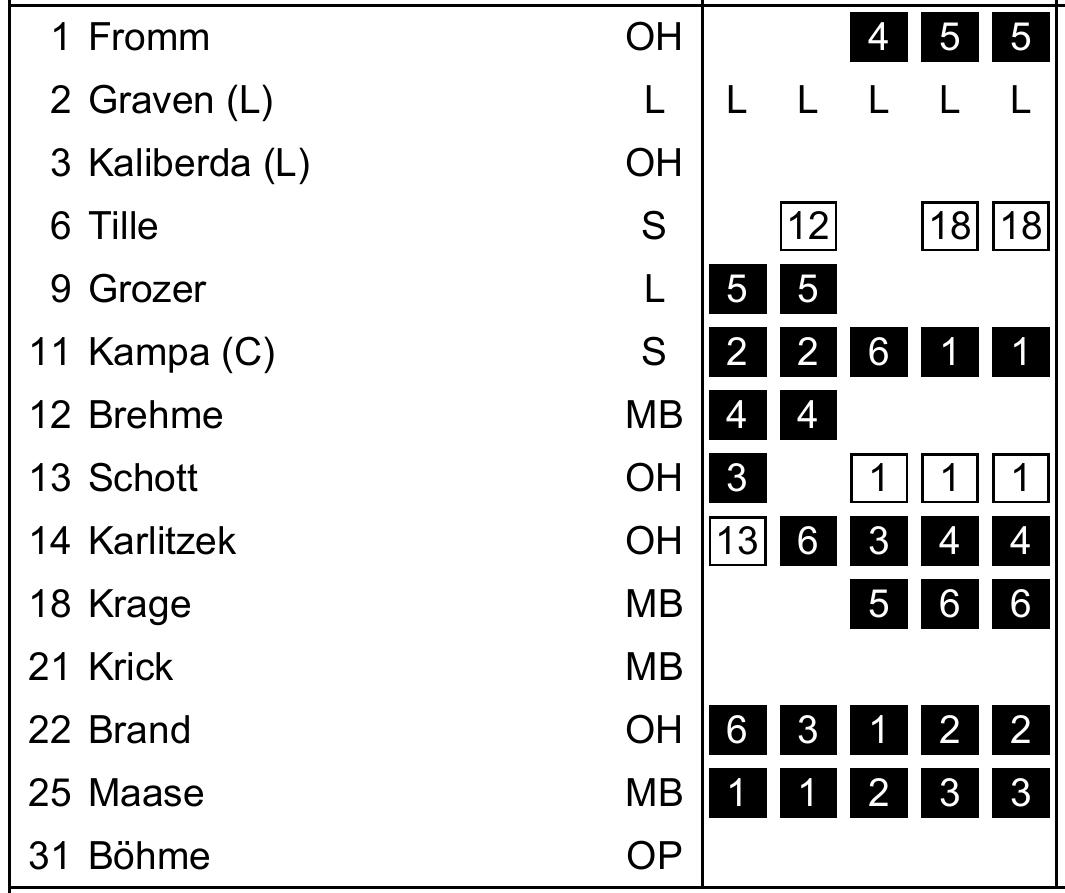 1 Fromm OH 4 5 5
2 Graven (L) L L L L L L
3 Kaliberda (L) OH
6 Tille S 12 18 18
9 Grozer L 5 5
11 Kampa (C) S 2 2 6 1 1
12 Brehme MB 4 4
13 Schott OH 3 1 1 1
14 Karlitzek OH 13 6 3 4 4
18 Krage MB 5 6 6
21 Krick MB
22 Brand OH 6 3 1 2 2
25 Maase MB 1 1 2 3 3
31 Böhme OP